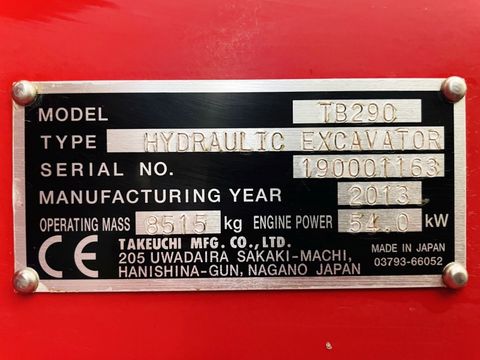 MODEL TB290
TYPE HYDRAULIC EXCAVATOR
SERIAL NO. 190001163
MANUFACTURING YEAR 2013
OPERATING MASS 8515 kg ENGINE POWER 54.0 kW
CE TAKEUCHI MFG. CO., LTD.
205 UWADAIRA SAKAKI-MACHI, MADE IN JAPAN
HANISHINA-GUN, NAGANO JAPAN 03793-66052